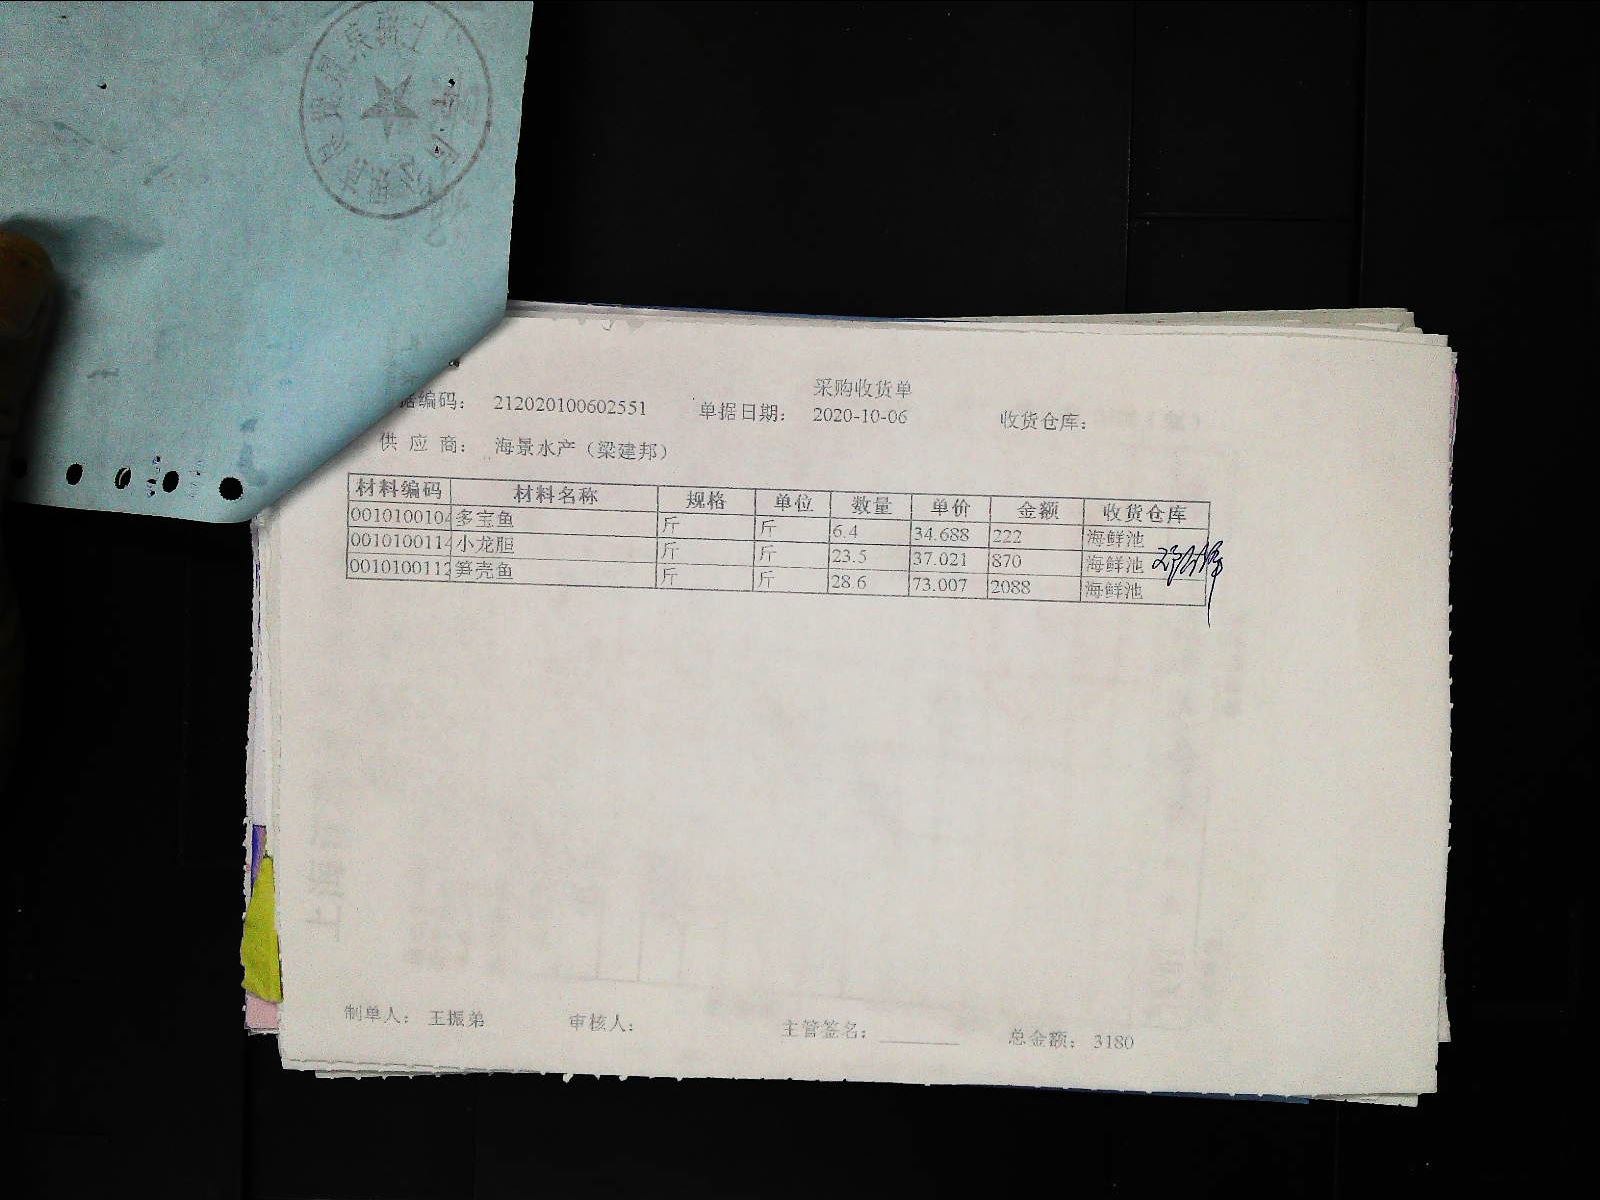 采购收货单
据编码： 212020100602551 单据日期： 2020-10-06 收货仓库：
供 应 商： 海景水产（梁建邦）
材料编码 材料名称 规格 单位 数量 单价 金额 收货仓库
0010100104 多宝鱼 斤 斤 6.4 34.688 222 海鲜池
0010100114 小龙胆 斤 斤 23.5 37.021 870 海鲜池
0010100112 笋壳鱼 斤 斤 28.6 73.007 2088 海鲜池
制单人： 王振弟 审核人： 主管签名： 总金额： 3180